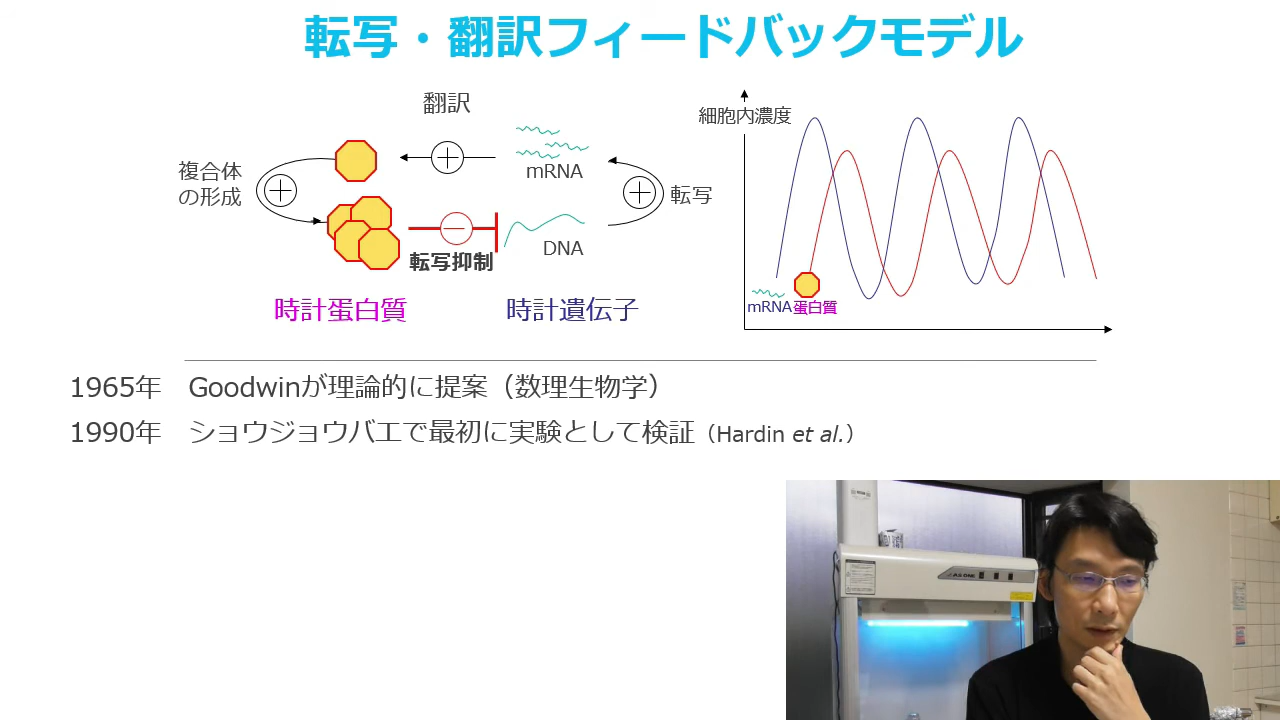 転写・翻訳フィードバックモデル
翻訳
複合体
の形成
mRNA
転写
DNA
転写抑制
時計蛋白質
時計遺伝子
細胞内濃度
mRNA
蛋白質
1965年 Goodwinが理論的に提案（数理生物学）
1990年 ショウジョウバエで最初に実験として検証（Hardin et al.）
AS ONE